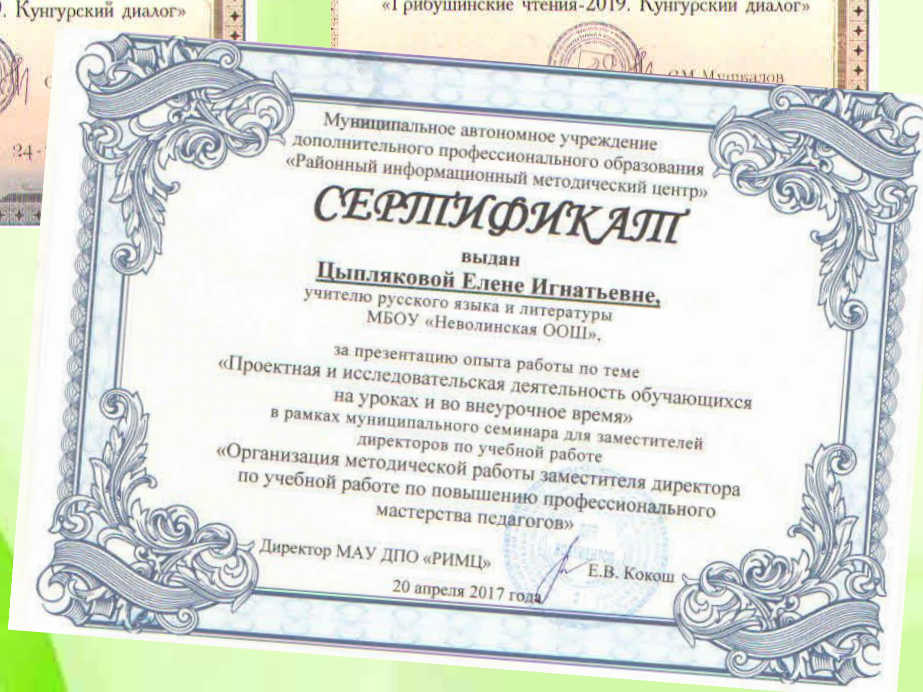 . Кунгурский диалог»
«Грибушинские чтения-2019. Кунгурский диалог»
Муниципальное автономное учреждение
дополнительного профессионального образования
«Районный информационный методический центр»
СЕРТИФИКАТ
выдан
Цыпляковой Елене Игнатьевне,
учителю русского языка и литературы
МБОУ «Неволинская ООШ»,
за презентацию опыта работы по теме
«Проектная и исследовательская деятельность обучающихся
на уроках и во внеурочное время»
в рамках муниципального семинара для заместителей
директоров по учебной работе
«Организация методической работы заместителя директора
по учебной работе по повышению профессионального
мастерства педагогов»
Директор МАУ ДПО «РИМЦ»
Е.В. Кокош
20 апреля 2017 года